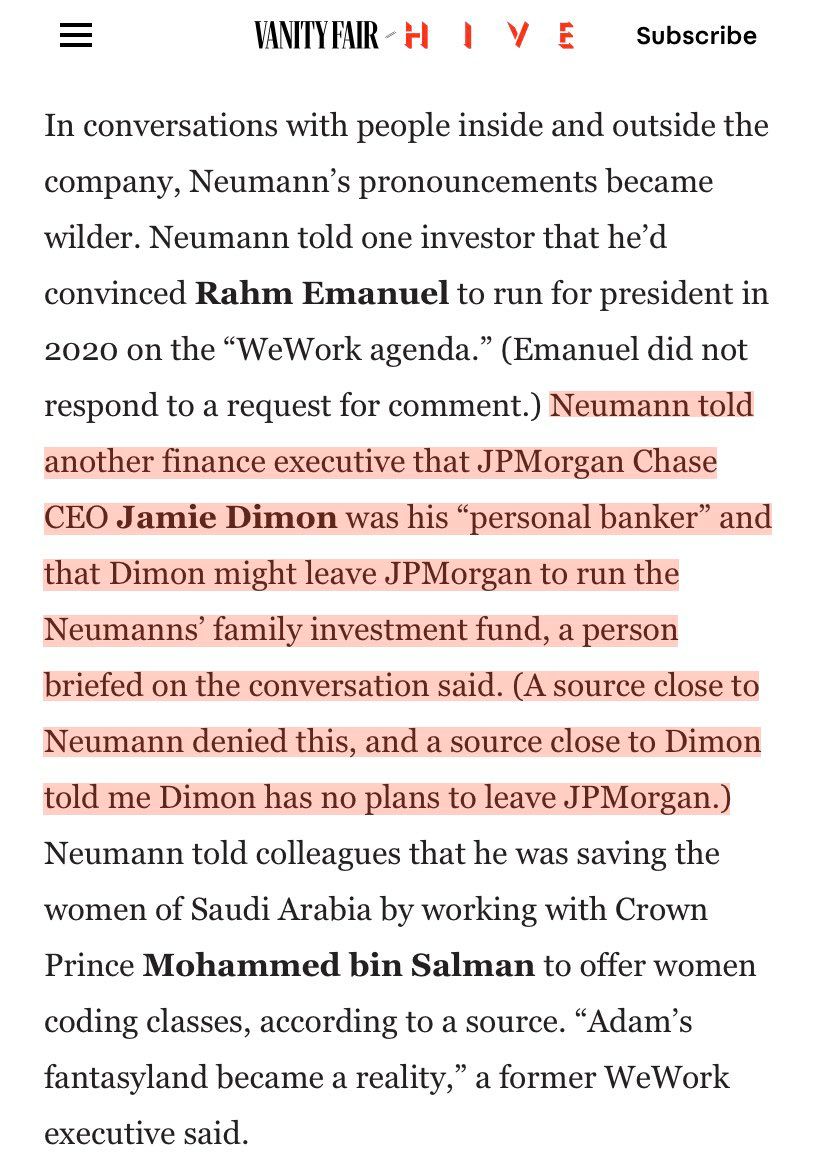 VANITY FAIR HIVE Subscribe
In conversations with people inside and outside the
company, Neumann’s pronouncements became
wilder. Neumann told one investor that he’d
convinced Rahm Emanuel to run for president in
2020 on the “WeWork agenda.” (Emanuel did not
respond to a request for comment.) Neumann told
another finance executive that JPMorgan Chase
CEO Jamie Dimon was his “personal banker” and
that Dimon might leave JPMorgan to run the
Neumanns’ family investment fund, a person
briefed on the conversation said. (A source close to
Neumann denied this, and a source close to Dimon
told me Dimon has no plans to leave JPMorgan.)
Neumann told colleagues that he was saving the
women of Saudi Arabia by working with Crown
Prince Mohammed bin Salman to offer women
coding classes, according to a source. “Adam’s
fantasyland became a reality,” a former WeWork
executive said.